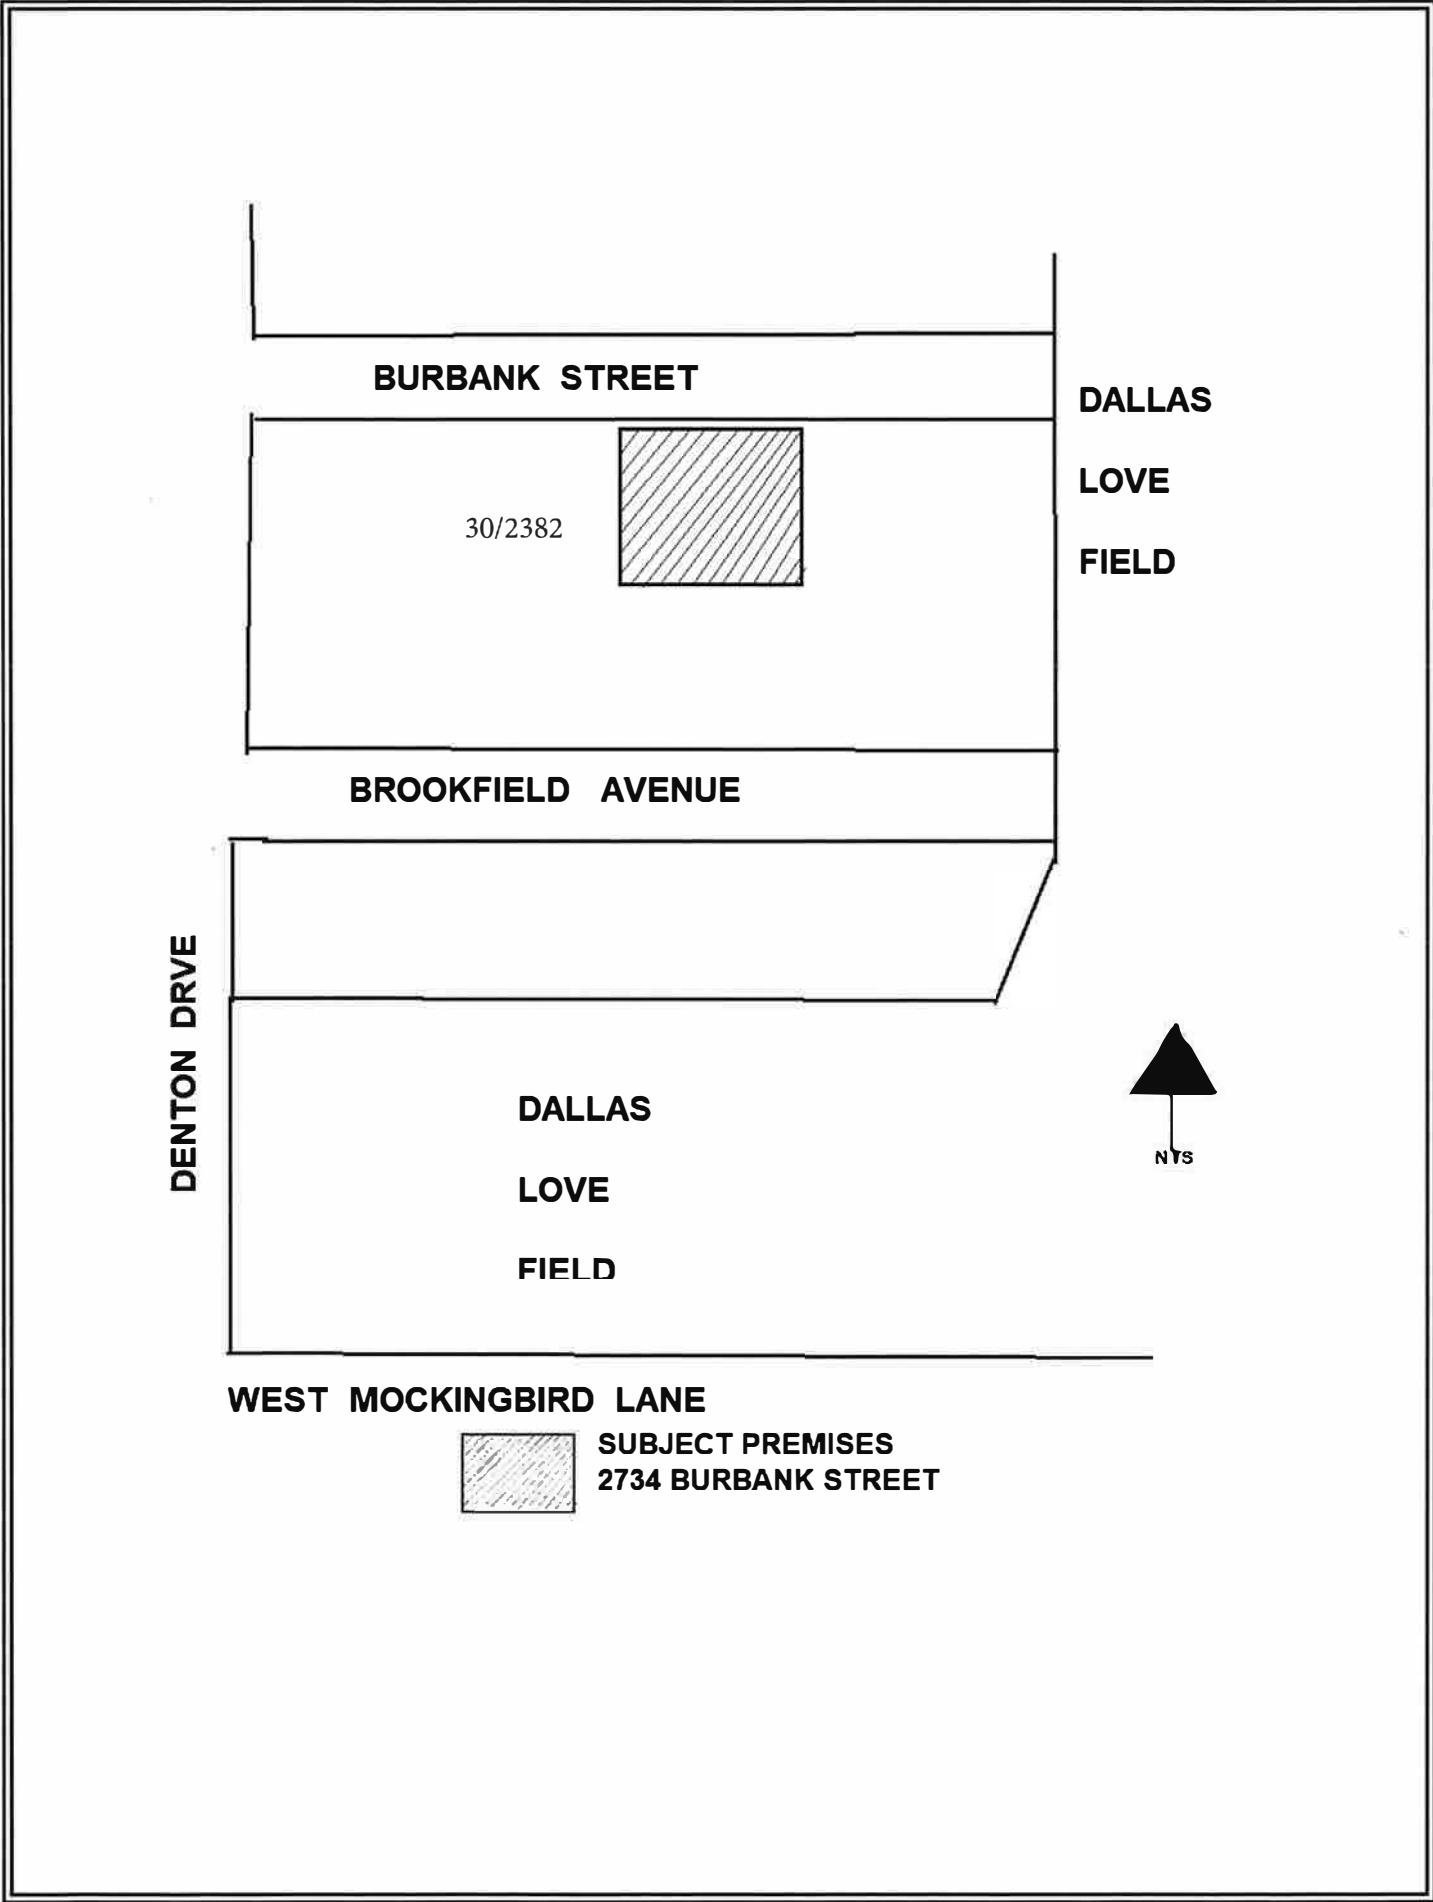 BURBANK STREET
DALLAS
LOVE
FIELD
30/2382
BROOKFIELD AVENUE
DENTON DRVE
DALLAS
LOVE
FIELD
NTS
WEST MOCKINGBIRD LANE
SUBJECT PREMISES
2734 BURBANK STREET